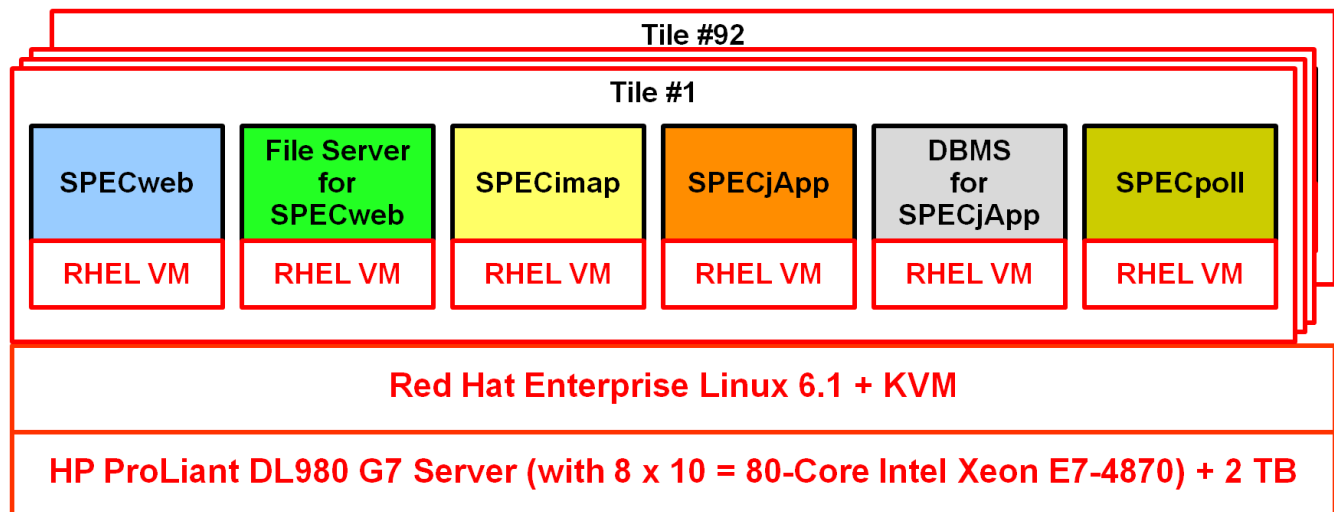 Tile #92
Tile #1
SPECweb
File Server
for
SPECweb
SPECimap
SPECjApp
DBMS
for
SPECjApp
SPECpoll
RHEL VM
RHEL VM
RHEL VM
RHEL VM
RHEL VM
RHEL VM
Red Hat Enterprise Linux 6.1 + KVM
HP ProLiant DL980 G7 Server (with 8 x 10 = 80-Core Intel Xeon E7-4870) + 2 TB